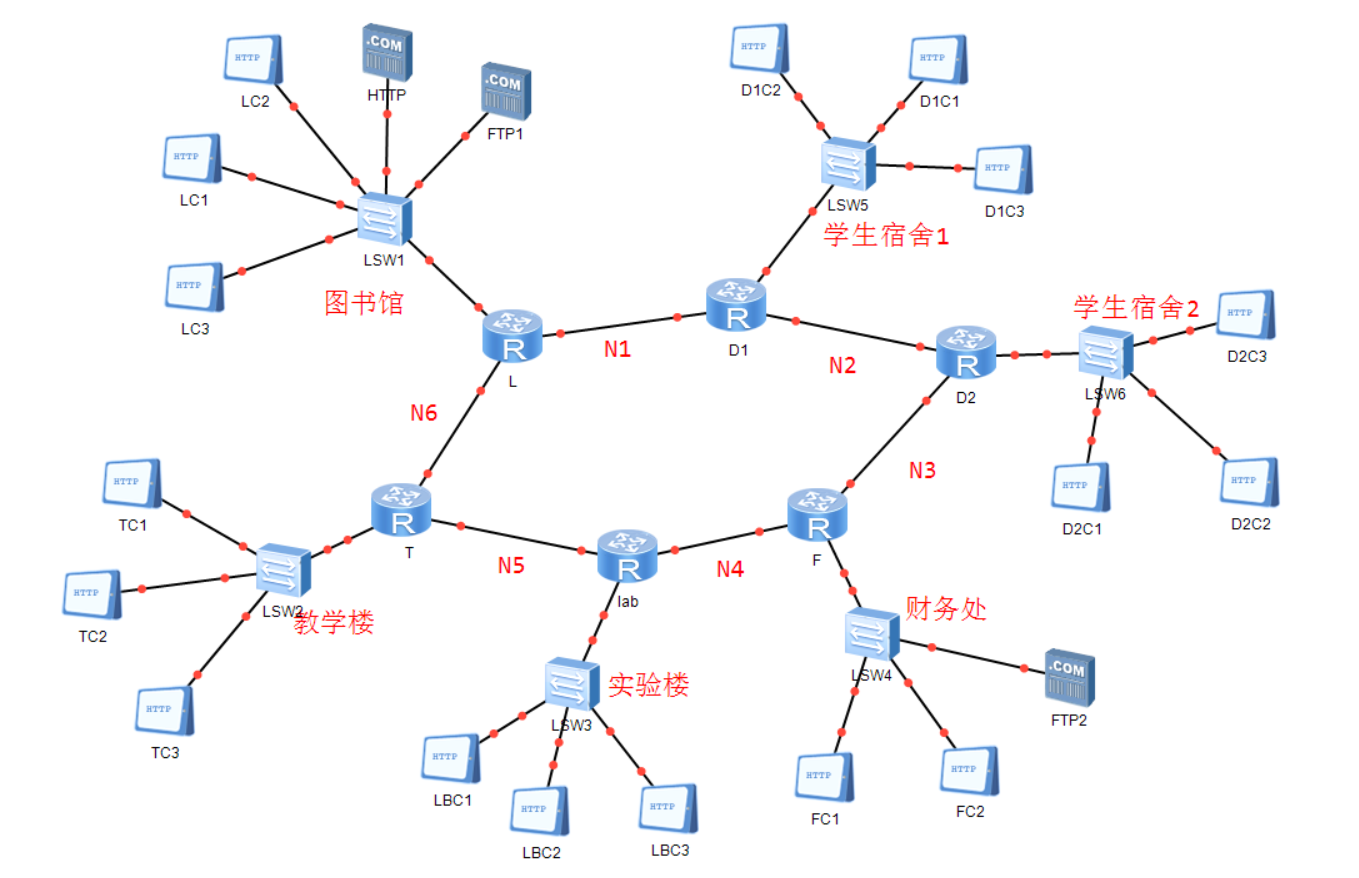 HTTP
LC2
.COM
HTTP
.COM
FTP1
HTTP
LC1
HTTP
LC3
LSW1
图书馆
HTTP
D1C2
HTTP
D1C1
HTTP
D1C3
LSW5
学生宿舍1
R
L
N1
R
D1
N2
R
D2
学生宿舍2
LSW6
HTTP
D2C3
HTTP
D2C1
HTTP
D2C2
N6
N3
HTTP
TC1
HTTP
TC2
HTTP
TC3
LSW2
教学楼
R
T
N5
R
lab
N4
R
F
LSW3
实验楼
HTTP
LBC1
HTTP
LBC2
HTTP
LBC3
LSW4
财务处
.COM
FTP2
HTTP
FC1
HTTP
FC2